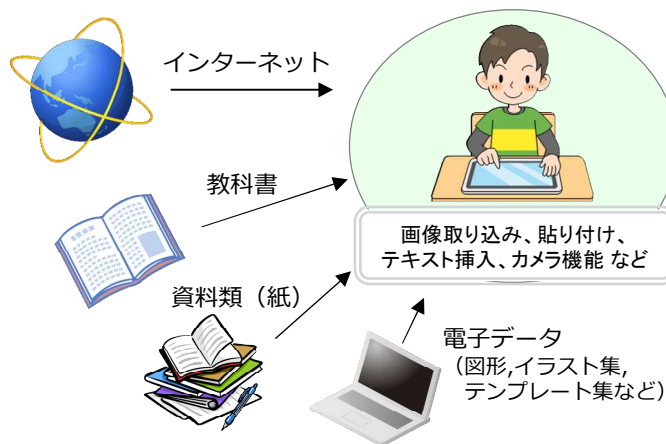 インターネット
教科書
画像取り込み、貼り付け、
テキスト挿入、カメラ機能 など
資料類（紙）
電子データ
（図形,イラスト集,
テンプレート集など）